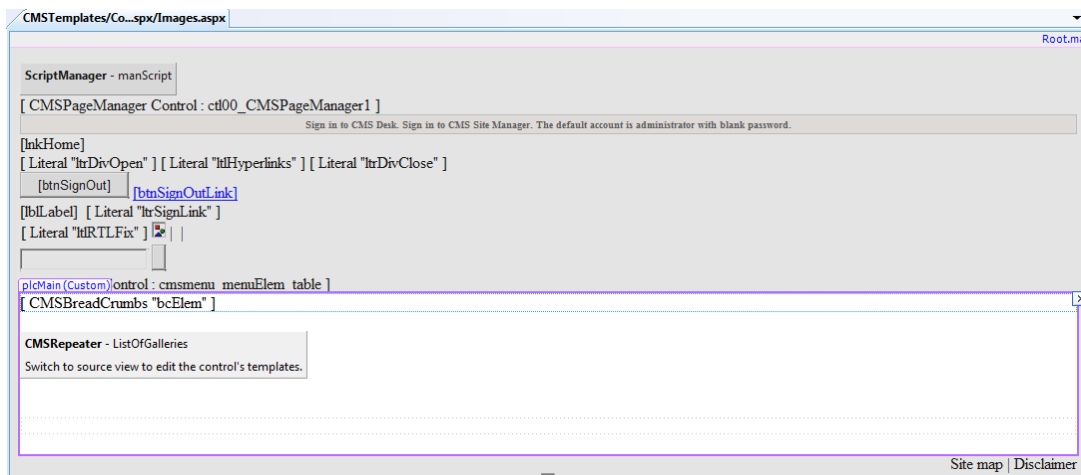 CMSTemplates/Co...spx/Images.aspx
Root.ma
ScriptManager - manScript
[ CMSPageManager Control : ctl00_CMSPageManager1 ]
Sign in to CMS Desk. Sign in to CMS Site Manager. The default account is administrator with blank password.
[lnkHome]
[ Literal "ltrDivOpen" ] [ Literal "ltlHyperlinks" ] [ Literal "ltrDivClose" ]
[btnSignOut] [btnSignOutLink]
[lblLabel] [ Literal "ltrSignLink" ]
[ Literal "ltlRTLFix" ] | |
plcMain (Custom) ontrol : cmsmenu_menuElem_table ]
[ CMSBreadCrumbs "bcElem" ]
CMSRepeater - ListOfGalleries
Switch to source view to edit the control's templates.
Site map | Disclaimer